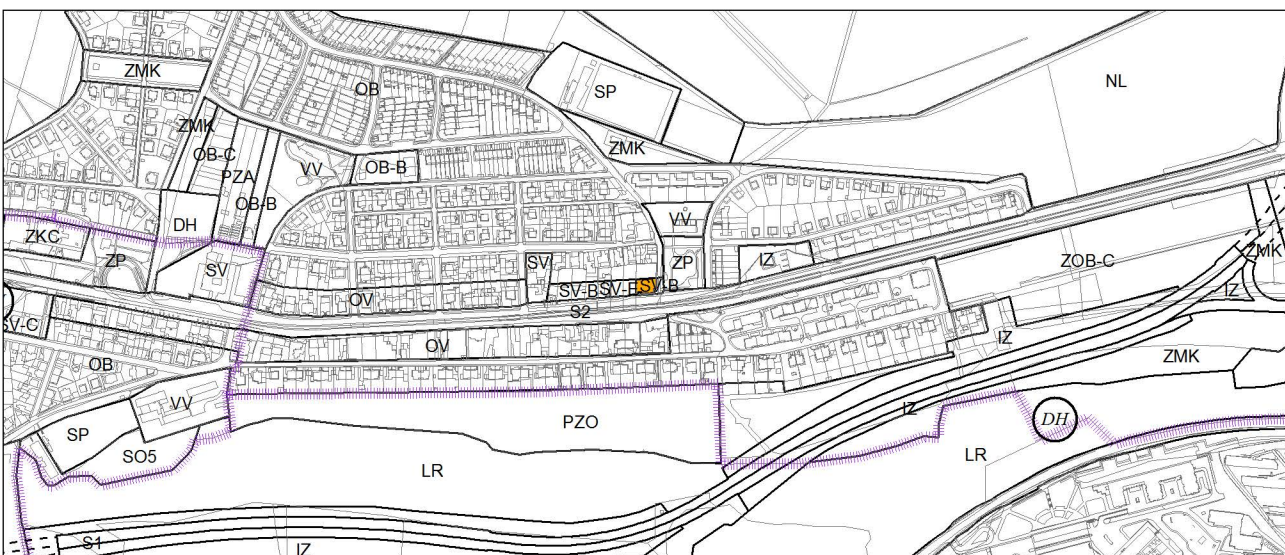 ZMK
OB
SP
NL
ZMK
OB-C
PZA
VV
OB-B
ZMK
OB-B
DH
VV
ZKC
ZP
SV
SV
ZP
IZ
ZOB-C
ZMK
OV
SV-B
SV-B
IZ
S2
SV-C
OV
IZ
OB
ZMK
VV
IZ
PZO
DH
SP
SO5
LR
LR
S1
IZ